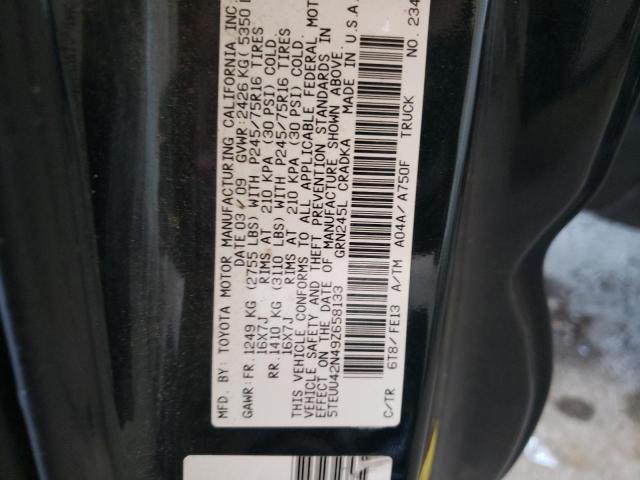 MFD. BY: TOYOTA MOTOR MANUFACTURING CALIFORNIA INC.
DATE 03/09 GVWR:2426 KG( 5350
GAWR:FR.1249 KG (2755 LBS) WITH P245/75R16 TIRES
16X7J RIMS AT 210 KPA (30 PSI) COLD
RR.1410 KG (3110 LBS) WITH P245/75R16 TIRES
16X7J RIMS AT 210 KPA (30 PSI) COLD
THIS VEHICLE CONFORMS TO ALL APPLICABLE FEDERAL MOT
VEHICLE SAFETY AND THEFT PREVENTION STANDARDS IN
EFFECT ON THE DATE OF MANUFACTURE SHOWN ABOVE.
5TEUU42N49Z658133 GRN245L CRADKA MADE IN U.S.A.
C/TR 6T8/FE13 A/TM A04A/A750F TRUCK NO. 234